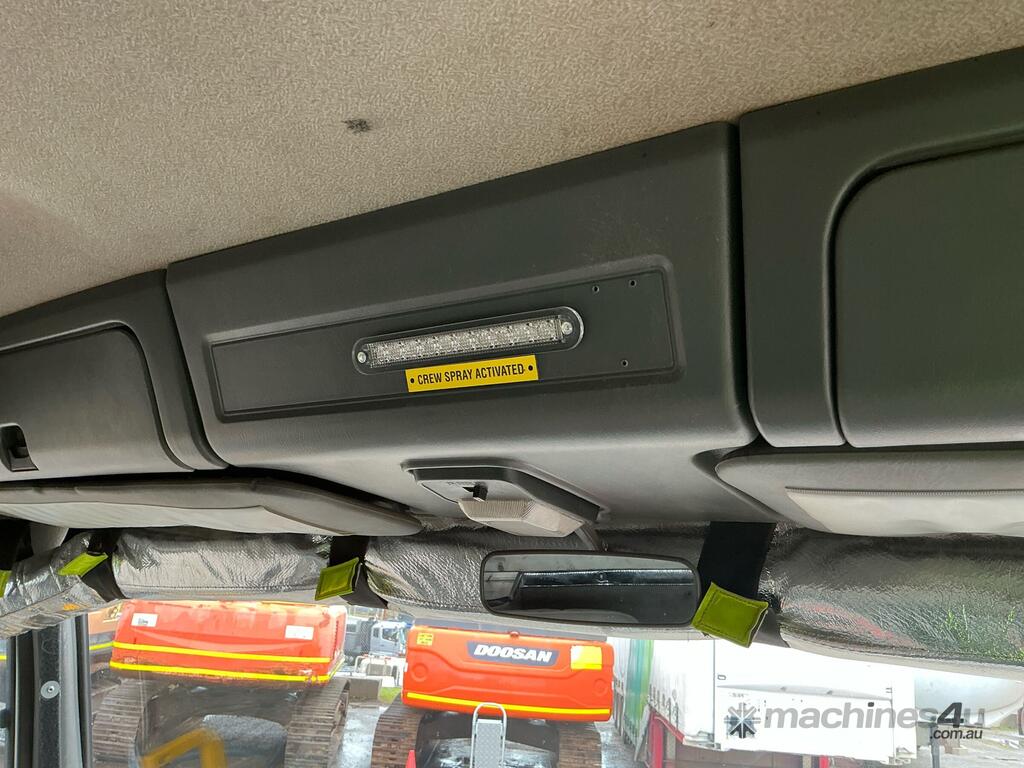 • CREW SPRAY ACTIVATED •
DOOSAN
machines4u
.com.au